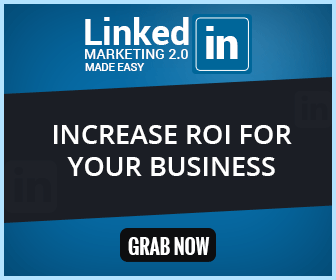 Linked in
MARKETING 2.0
MADE EASY
INCREASE ROI FOR
YOUR BUSINESS
GRAB NOW